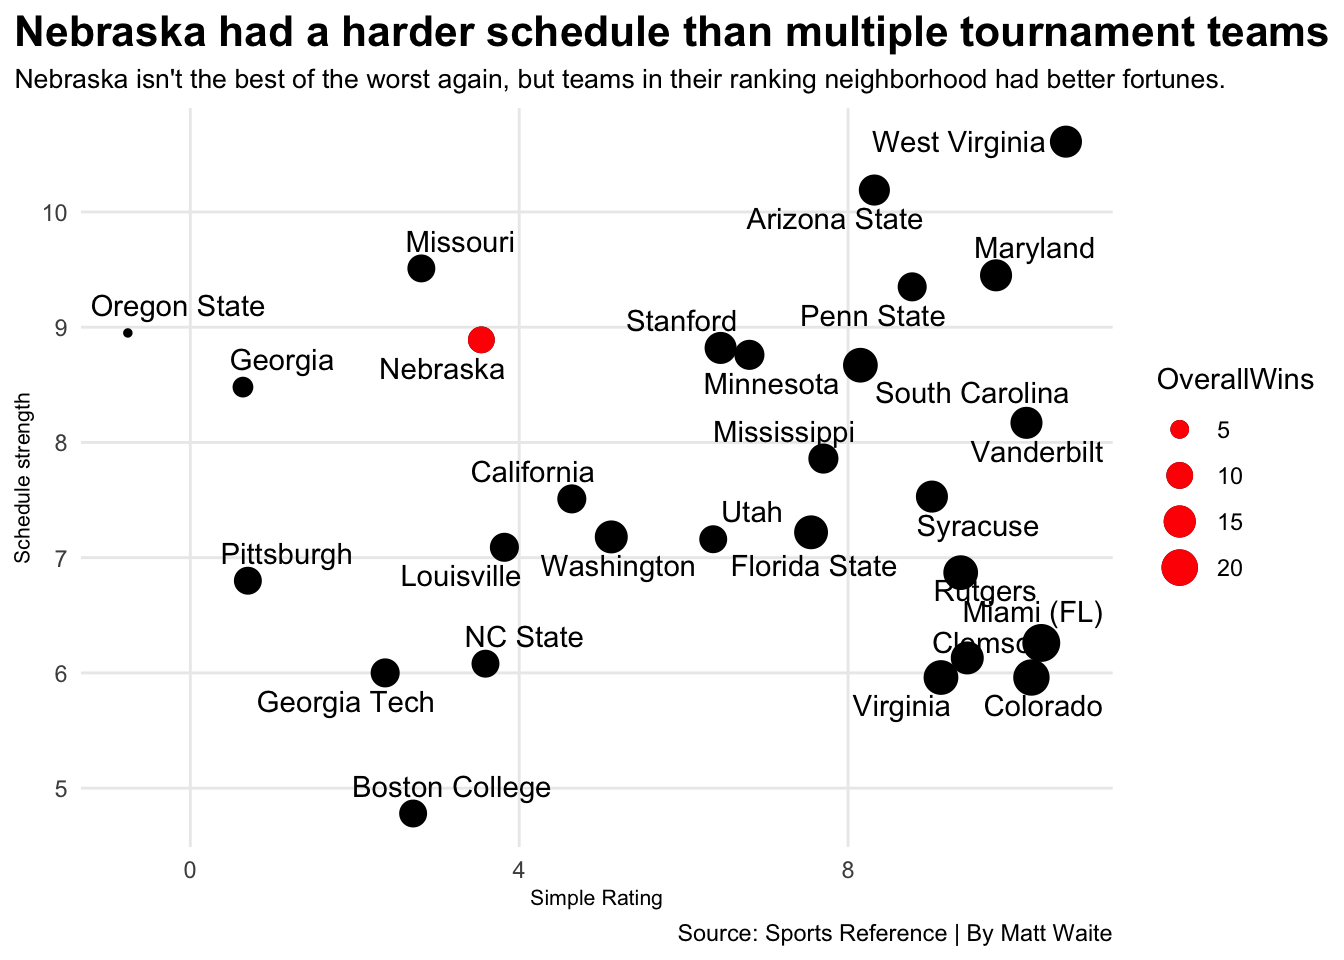 Nebraska had a harder schedule than multiple tournament teams
Nebraska isn't the best of the worst again, but teams in their ranking neighborhood had better fortunes.
West Virginia
10
Arizona State
Missouri
Maryland
Oregon State
Penn State
9
Stanford
Georgia
Nebraska
Minnesota
South Carolina
OverallWins
5
10
15
20
Schedule strength
8
Mississippi
Vanderbilt
California
Utah
Syracuse
7
Pittsburgh
Louisville
Washington
Florida State
Rutgers
Miami (FL)
NC State
Clemson
6
Georgia Tech
Virginia
Colorado
5
Boston College
0
4
8
Simple Rating
Source: Sports Reference | By Matt Waite